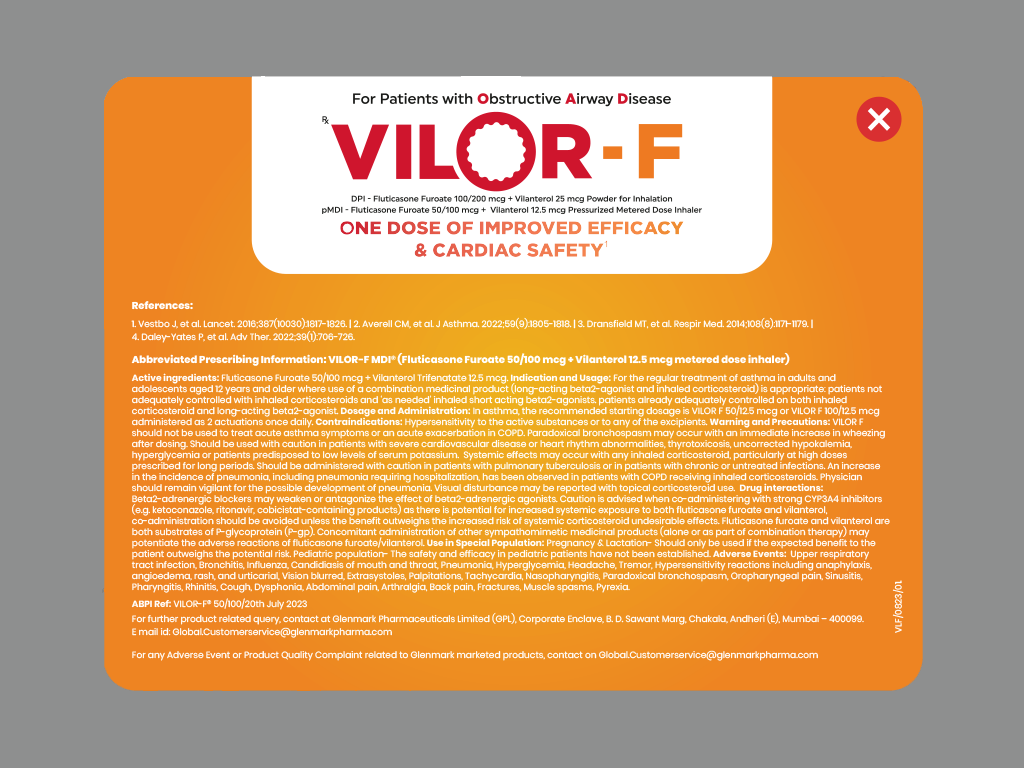 For Patients with Obstructive Airway Disease
℞ VILOR-F
DPI - Fluticasone Furoate 100/200 mcg + Vilanterol 25 mcg Powder for Inhalation
pMDI - Fluticasone Furoate 50/100 mcg + Vilanterol 12.5 mcg Pressurized Metered Dose Inhaler
ONE DOSE OF IMPROVED EFFICACY
& CARDIAC SAFETY¹
References:
1. Vestbo J, et al. Lancet. 2016;387(10030):1817-1826. | 2. Averell CM, et al. J Asthma. 2022;59(9):1805-1818. | 3. Dransfield MT, et al. Respir Med. 2014;108(8):1171-1179. |
4. Daley-Yates P, et al. Adv Ther. 2022;39(1):706-726.
Abbreviated Prescribing Information: VILOR-F MDI® (Fluticasone Furoate 50/100 mcg + Vilanterol 12.5 mcg metered dose inhaler)
Active ingredients: Fluticasone Furoate 50/100 mcg + Vilanterol Trifenatate 12.5 mcg. Indication and Usage: For the regular treatment of asthma in adults and
adolescents aged 12 years and older where use of a combination medicinal product (long-acting beta2-agonist and inhaled corticosteroid) is appropriate: patients not
adequately controlled with inhaled corticosteroids and 'as needed' inhaled short acting beta2-agonists, patients already adequately controlled on both inhaled
corticosteroid and long-acting beta2-agonist. Dosage and Administration: In asthma, the recommended starting dosage is VILOR F 50/12.5 mcg or VILOR F 100/12.5 mcg
administered as 2 actuations once daily. Contraindications: Hypersensitivity to the active substances or to any of the excipients. Warning and Precautions: VILOR F
should not be used to treat acute asthma symptoms or an acute exacerbation in COPD. Paradoxical bronchospasm may occur with an immediate increase in wheezing
after dosing. Should be used with caution in patients with severe cardiovascular disease or heart rhythm abnormalities, thyrotoxicosis, uncorrected hypokalemia,
hyperglycemia or patients predisposed to low levels of serum potassium. Systemic effects may occur with any inhaled corticosteroid, particularly at high doses
prescribed for long periods. Should be administered with caution in patients with pulmonary tuberculosis or in patients with chronic or untreated infections. An increase
in the incidence of pneumonia, including pneumonia requiring hospitalization, has been observed in patients with COPD receiving inhaled corticosteroids. Physician
should remain vigilant for the possible development of pneumonia. Visual disturbance may be reported with topical corticosteroid use. Drug interactions:
Beta2-adrenergic blockers may weaken or antagonize the effect of beta2-adrenergic agonists. Caution is advised when co-administering with strong CYP3A4 inhibitors
(e.g. ketoconazole, ritonavir, cobicistat-containing products) as there is potential for increased systemic exposure to both fluticasone furoate and vilanterol,
co-administration should be avoided unless the benefit outweighs the increased risk of systemic corticosteroid undesirable effects. Fluticasone furoate and vilanterol are
both substrates of P-glycoprotein (P-gp). Concomitant administration of other sympathomimetic medicinal products (alone or as part of combination therapy) may
potentiate the adverse reactions of fluticasone furoate/vilanterol. Use in Special Population: Pregnancy & Lactation- Should only be used if the expected benefit to the
patient outweighs the potential risk. Pediatric population- The safety and efficacy in pediatric patients have not been established. Adverse Events: Upper respiratory
tract infection, Bronchitis, Influenza, Candidiasis of mouth and throat, Pneumonia, Hyperglycemia, Headache, Tremor, Hypersensitivity reactions including anaphylaxis,
angioedema, rash, and urticarial, Vision blurred, Extrasystoles, Palpitations, Tachycardia, Nasopharyngitis, Paradoxical bronchospasm, Oropharyngeal pain, Sinusitis,
Pharyngitis, Rhinitis, Cough, Dysphonia, Abdominal pain, Arthralgia, Back pain, Fractures, Muscle spasms, Pyrexia.
ABPI Ref: VILOR-F® 50/100/20th July 2023
For further product related query, contact at Glenmark Pharmaceuticals Limited (GPL), Corporate Enclave, B. D. Sawant Marg, Chakala, Andheri (E), Mumbai – 400099.
E mail id: Global.Customerservice@glenmarkpharma.com
For any Adverse Event or Product Quality Complaint related to Glenmark marketed products, contact on Global.Customerservice@glenmarkpharma.com
VLF/0823/01